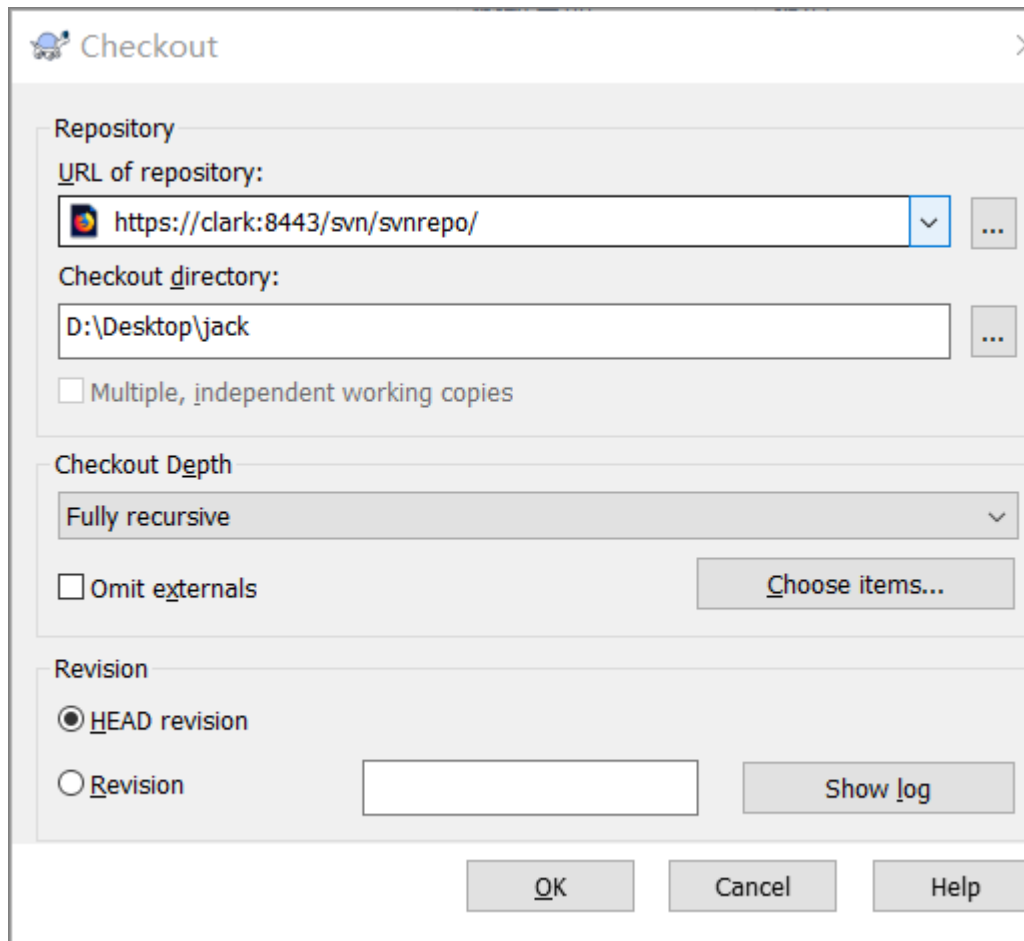 Checkout
Repository
URL of repository:
https://clark:8443/svn/svnrepo/
...
Checkout directory:
D:\Desktop\jack
...
Multiple, independent working copies
Checkout Depth
Fully recursive
Omit externals
Choose items...
Revision
HEAD revision
Revision
Show log
OK
Cancel
Help